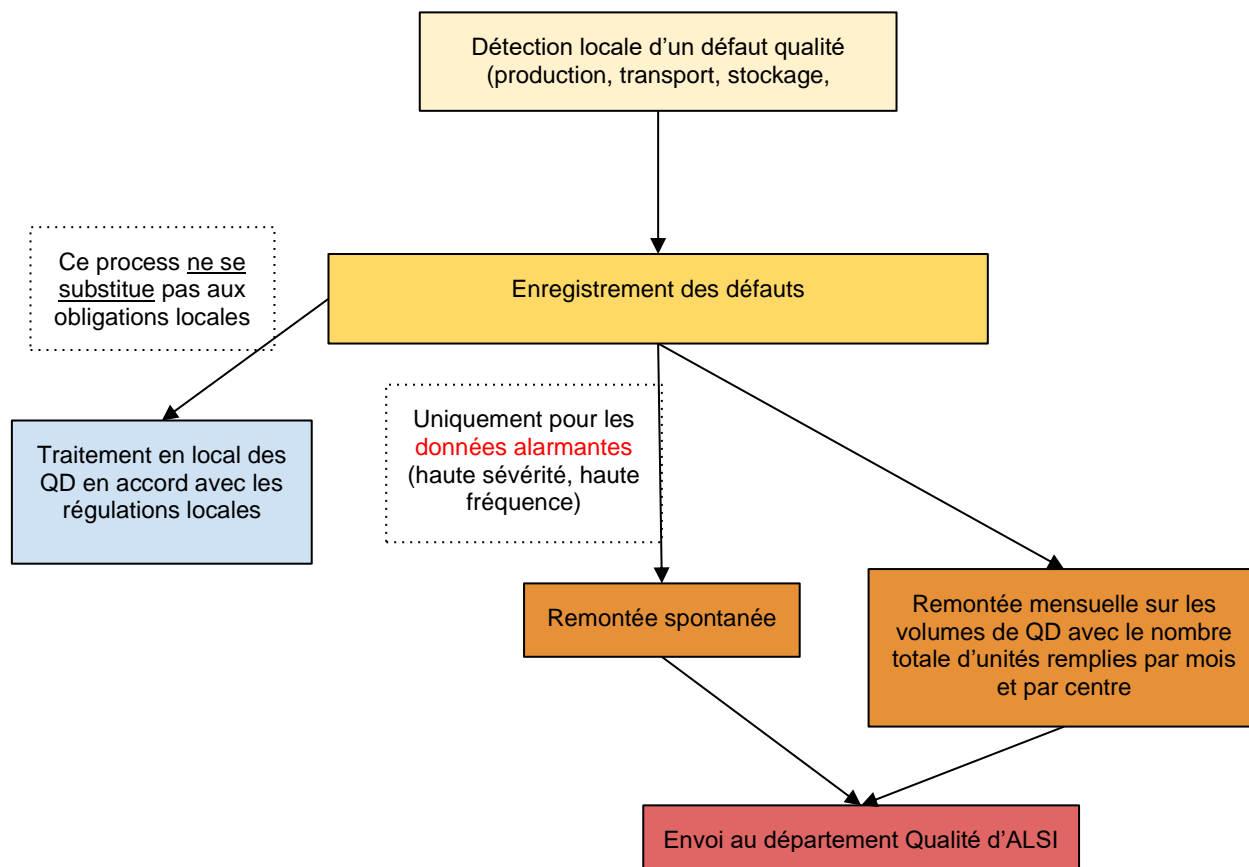 Détection locale d’un défaut qualité
(production, transport, stockage,
Ce process ne se
substitue pas aux
obligations locales
Enregistrement des défauts
Traitement en local des
QD en accord avec les
régulations locales
Uniquement pour les
données alarmantes
(haute sévérité, haute
fréquence)
Remontée spontanée
Remontée mensuelle sur les
volumes de QD avec le nombre
totale d’unités remplies par mois
et par centre
Envoi au département Qualité d’ALSI